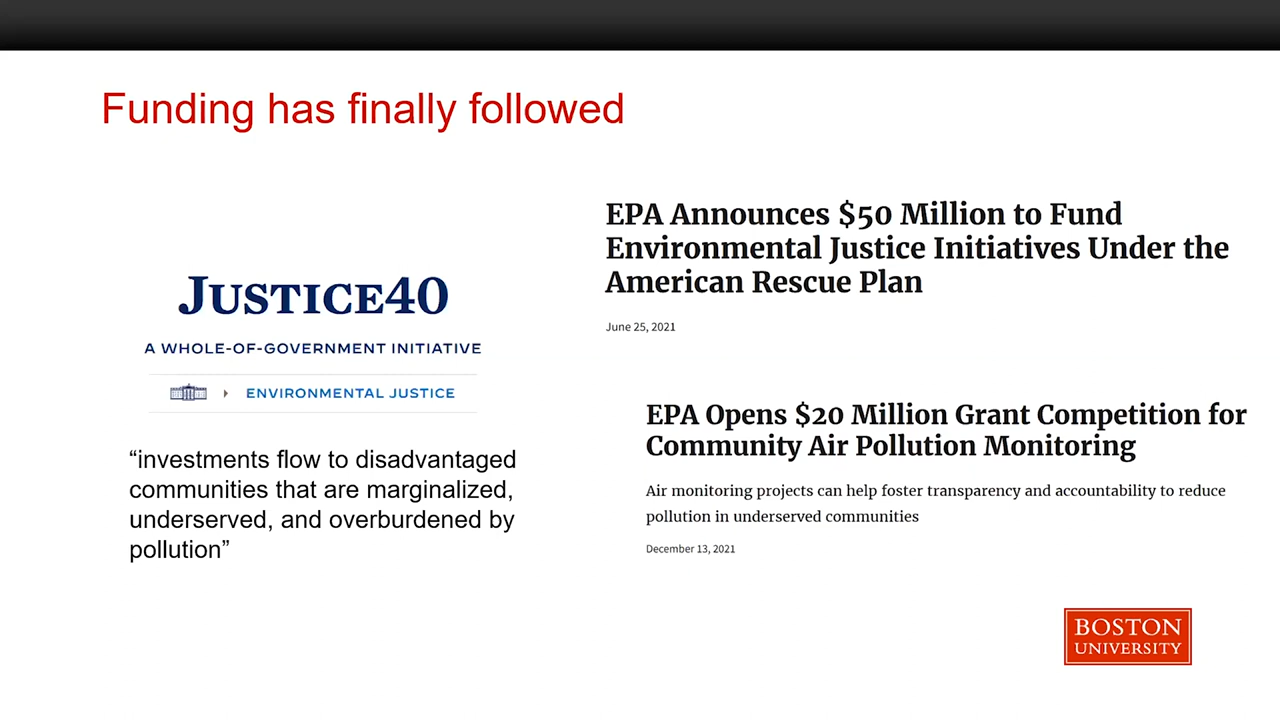 Funding has finally followed
JUSTICE40
A WHOLE-OF-GOVERNMENT INITIATIVE
ENVIRONMENTAL JUSTICE
“investments flow to disadvantaged
communities that are marginalized,
underserved, and overburdened by
pollution”
EPA Announces $50 Million to Fund
Environmental Justice Initiatives Under the
American Rescue Plan
June 25, 2021
EPA Opens $20 Million Grant Competition for
Community Air Pollution Monitoring
Air monitoring projects can help foster transparency and accountability to reduce
pollution in underserved communities
December 13, 2021
BOSTON
UNIVERSITY